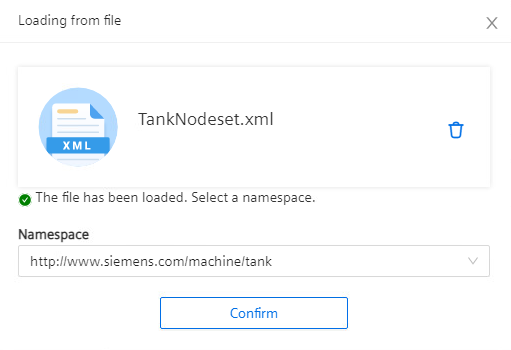 Loading from file
TankNodeset.xml
XML
The file has been loaded. Select a namespace.
Namespace
http://www.siemens.com/machine/tank
Confirm